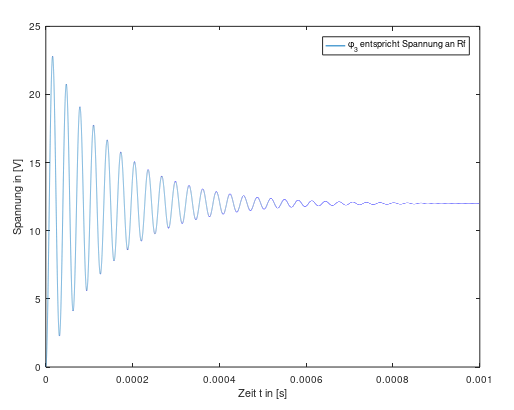 25
φ3 entspricht Spannung an Rf
20
15
Spannung in [V]
10
5
0
0 0.0002 0.0004 0.0006 0.0008 0.001
Zeit t in [s]